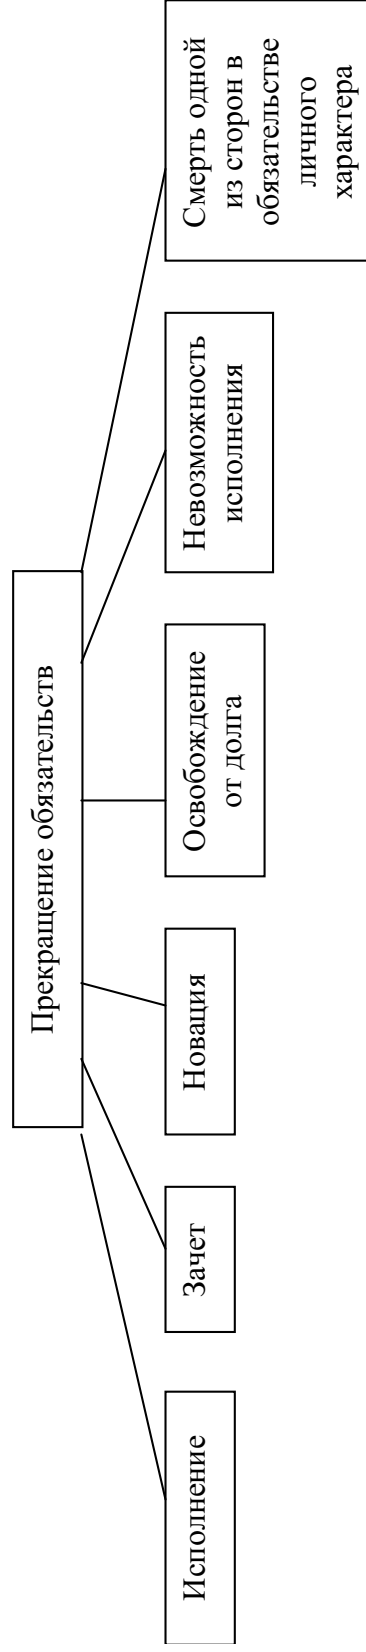 Прекращение обязательств
Исполнение
Зачет
Новация
Освобождение
от долга
Невозможность
исполнения
Смерть одной
из сторон в
обязательстве
личного
характера